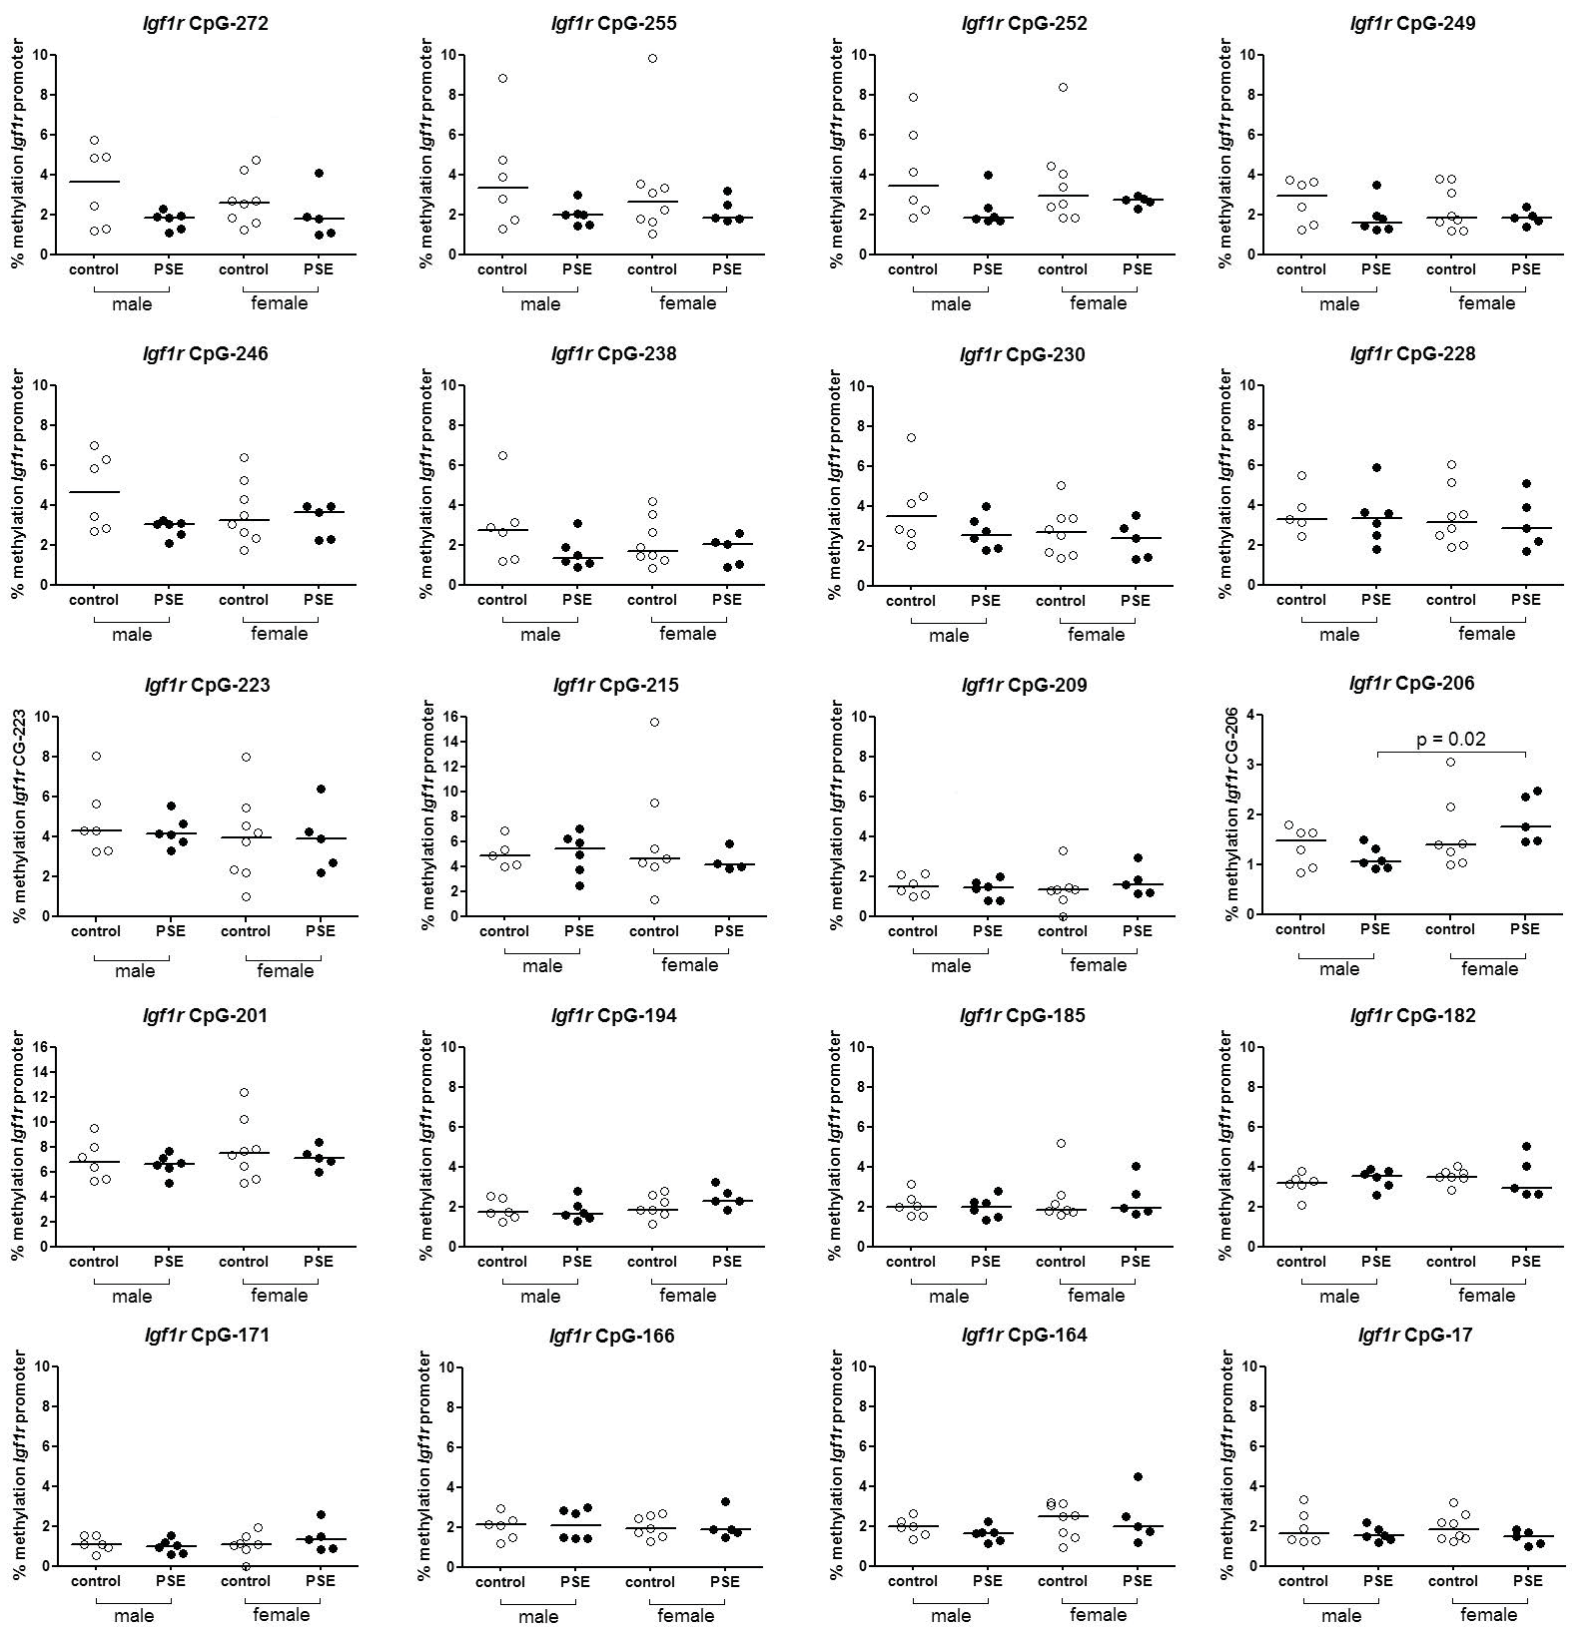 Igf1r CpG-272
% methylation Igf1r promoter
10
8
6
4
2
0
control PSE control PSE
male female
Igf1r CpG-255
% methylation Igf1r promoter
10
8
6
4
2
0
control PSE control PSE
male female
Igf1r CpG-252
% methylation Igf1r promoter
10
8
6
4
2
0
control PSE control PSE
male female
Igf1r CpG-249
% methylation Igf1r promoter
10
8
6
4
2
0
control PSE control PSE
male female
Igf1r CpG-246
% methylation Igf1r promoter
10
8
6
4
2
0
control PSE control PSE
male female
Igf1r CpG-238
% methylation Igf1r promoter
10
8
6
4
2
0
control PSE control PSE
male female
Igf1r CpG-230
% methylation Igf1r promoter
10
8
6
4
2
0
control PSE control PSE
male female
Igf1r CpG-228
% methylation Igf1r promoter
10
8
6
4
2
0
control PSE control PSE
male female
Igf1r CpG-223
% methylation Igf1r CG-223
10
8
6
4
2
0
control PSE control PSE
male female
Igf1r CpG-215
% methylation Igf1r promoter
16
14
12
10
8
6
4
2
0
control PSE control PSE
male female
Igf1r CpG-209
% methylation Igf1r promoter
10
8
6
4
2
0
control PSE control PSE
male female
Igf1r CpG-206
% methylation Igf1r CG-206
4
3
2
1
0
p = 0.02
control PSE control PSE
male female
Igf1r CpG-201
% methylation Igf1r promoter
16
14
12
10
8
6
4
2
0
control PSE control PSE
male female
Igf1r CpG-194
% methylation Igf1r promoter
10
8
6
4
2
0
control PSE control PSE
male female
Igf1r CpG-185
% methylation Igf1r promoter
10
8
6
4
2
0
control PSE control PSE
male female
Igf1r CpG-182
% methylation Igf1r promoter
10
8
6
4
2
0
control PSE control PSE
male female
Igf1r CpG-171
% methylation Igf1r promoter
10
8
6
4
2
0
control PSE control PSE
male female
Igf1r CpG-166
% methylation Igf1r promoter
10
8
6
4
2
0
control PSE control PSE
male female
Igf1r CpG-164
% methylation Igf1r promoter
10
8
6
4
2
0
control PSE control PSE
male female
Igf1r CpG-17
% methylation Igf1r promoter
10
8
6
4
2
0
control PSE control PSE
male female